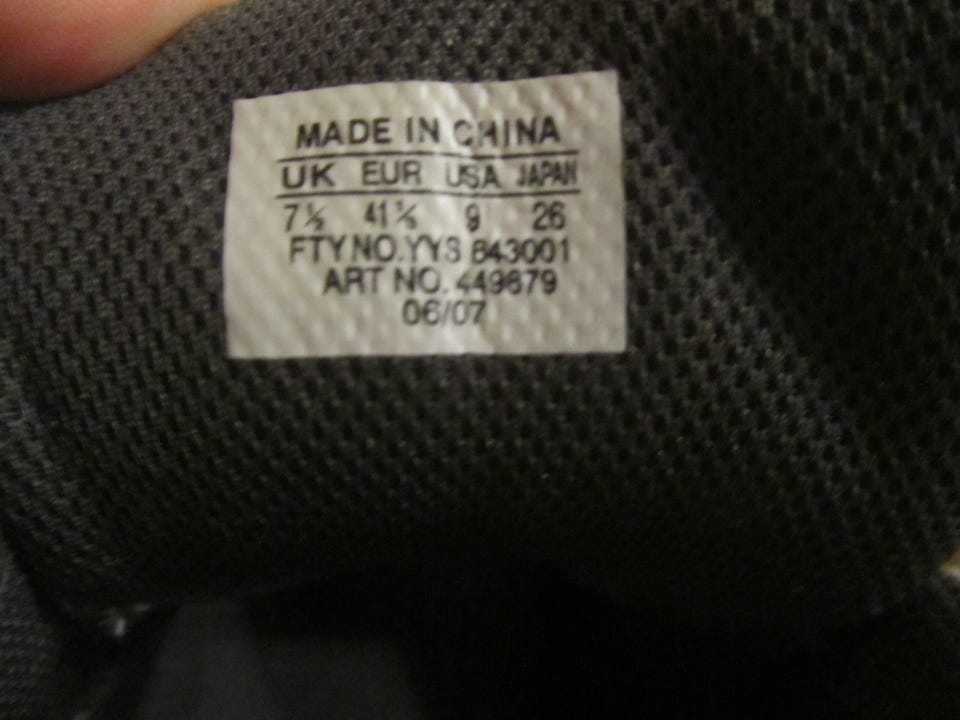 MADE IN CHINA
UK EUR USA JAPAN
7½ 41⅓ 9 26
FTY NO. YYS 643001
ART NO. 449679
06/07